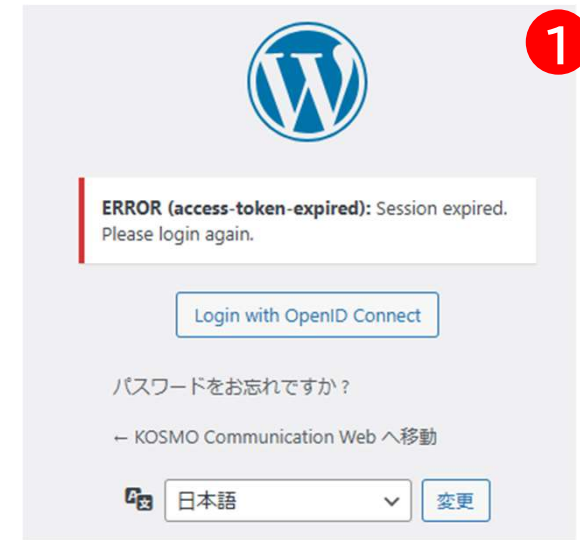 1
ERROR (access-token-expired): Session expired.
Please login again.
Login with OpenID Connect
パスワードをお忘れですか ?
← KOSMO Communication Web へ移動
日本語
変更